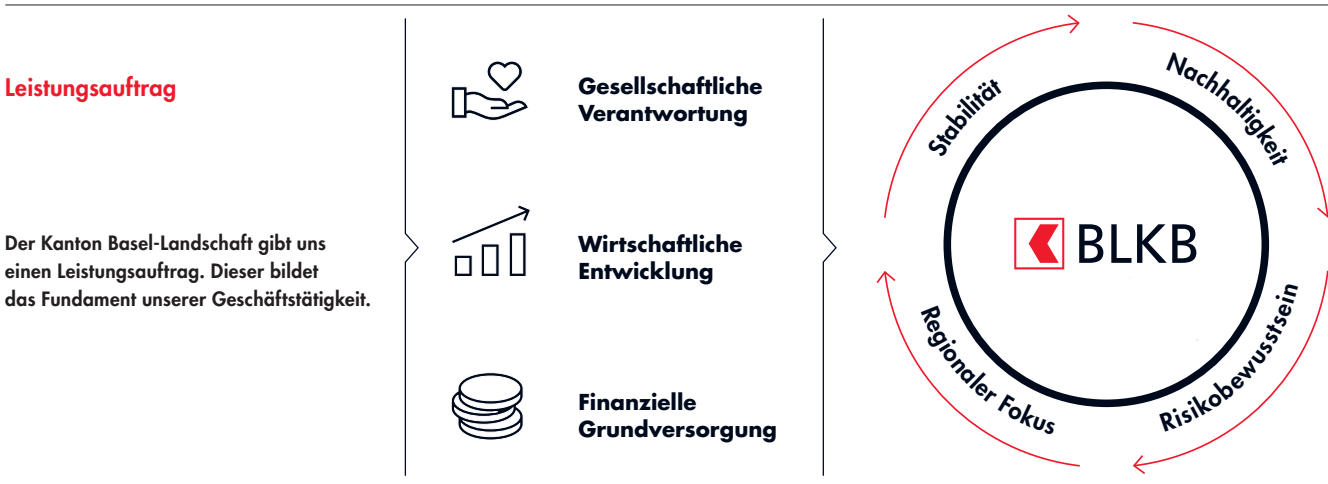 Leistungsauftrag
Der Kanton Basel-Landschaft gibt uns
einen Leistungsauftrag. Dieser bildet
das Fundament unserer Geschäftstätigkeit.
Gesellschaftliche
Verantwortung
Wirtschaftliche
Entwicklung
Finanzielle
Grundversorgung
Stabilität
Nachhaltigkeit
BLKB
Regionaler Fokus
Risikobewusstsein